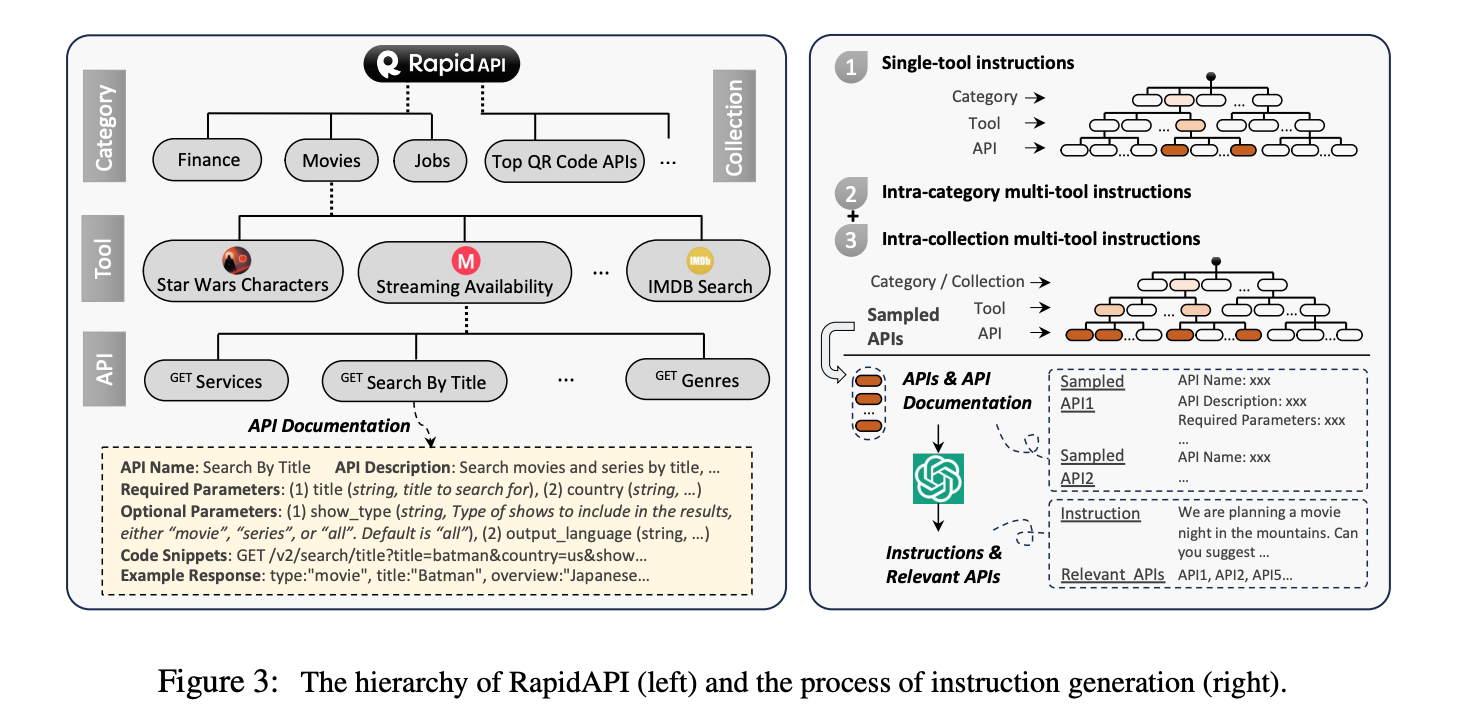 Rapid API
Category
Collection
Finance
Movies
Jobs
Top QR Code APIs
...
Tool
Star Wars Characters
M
Streaming Availability
...
IMDb
IMDB Search
API
GET Services
GET Search By Title
...
GET Genres
API Documentation
API Name: Search By Title API Description: Search movies and series by title, ...
Required Parameters: (1) title (string, title to search for), (2) country (string, ...)
Optional Parameters: (1) show_type (string, Type of shows to include in the results,
either “movie”, “series”, or “all”. Default is “all”), (2) output_language (string, ...)
Code Snippets: GET /v2/search/title?title=batman&country=us&show...
Example Response: type:"movie", title:"Batman", overview:"Japanese...
1 Single-tool instructions
Category
...
Tool
... ...
API
... ... ...
2 Intra-category multi-tool instructions
+
3 Intra-collection multi-tool instructions
Category / Collection
...
Tool
... ...
API
... ... ...
Sampled
APIs
...
APIs & API
Documentation
Sampled API Name: xxx
API1 API Description: xxx
Required Parameters: xxx
...
Sampled API Name: xxx
API2 ...
Instructions &
Relevant APIs
Instruction We are planning a movie
night in the mountains. Can
you suggest ...
Relevant APIs API1, API2, API5...
Figure 3: The hierarchy of RapidAPI (left) and the process of instruction generation (right).